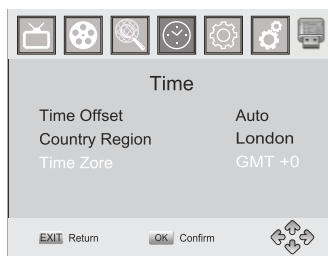 Time
Time Offset Auto
Country Region London
Time Zore GMT +0
EXIT Return OK Confirm